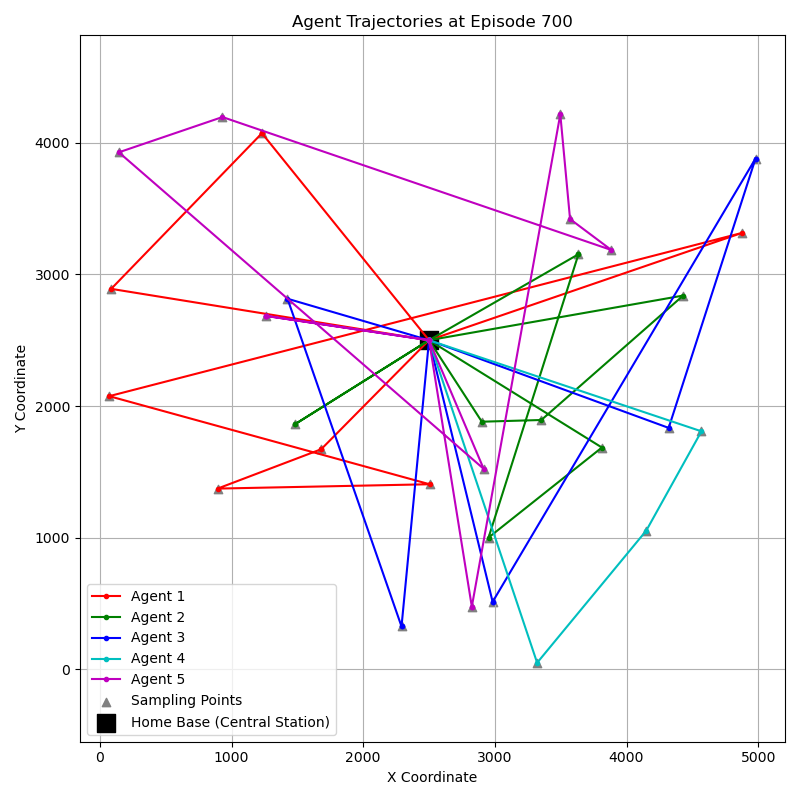 Agent Trajectories at Episode 700
Y Coordinate
4000
3000
2000
1000
0
Agent 1
Agent 2
Agent 3
Agent 4
Agent 5
Sampling Points
Home Base (Central Station)
0 1000 2000 3000 4000 5000
X Coordinate